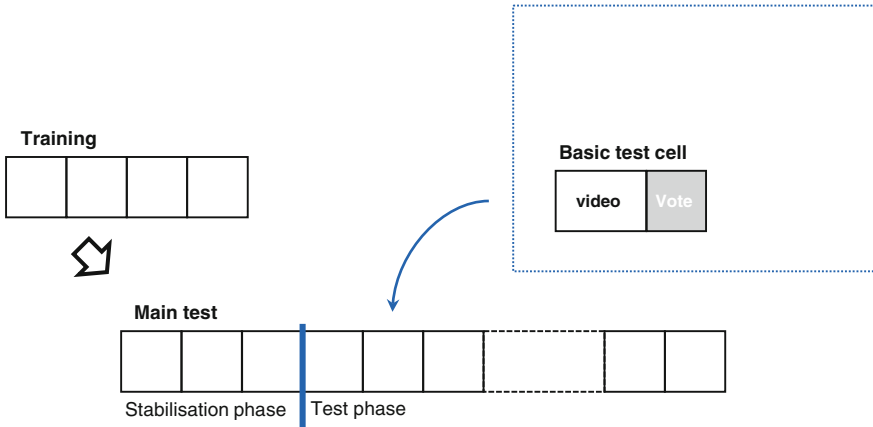 Training
Basic test cell
video Vote
Main test
Stabilisation phase Test phase